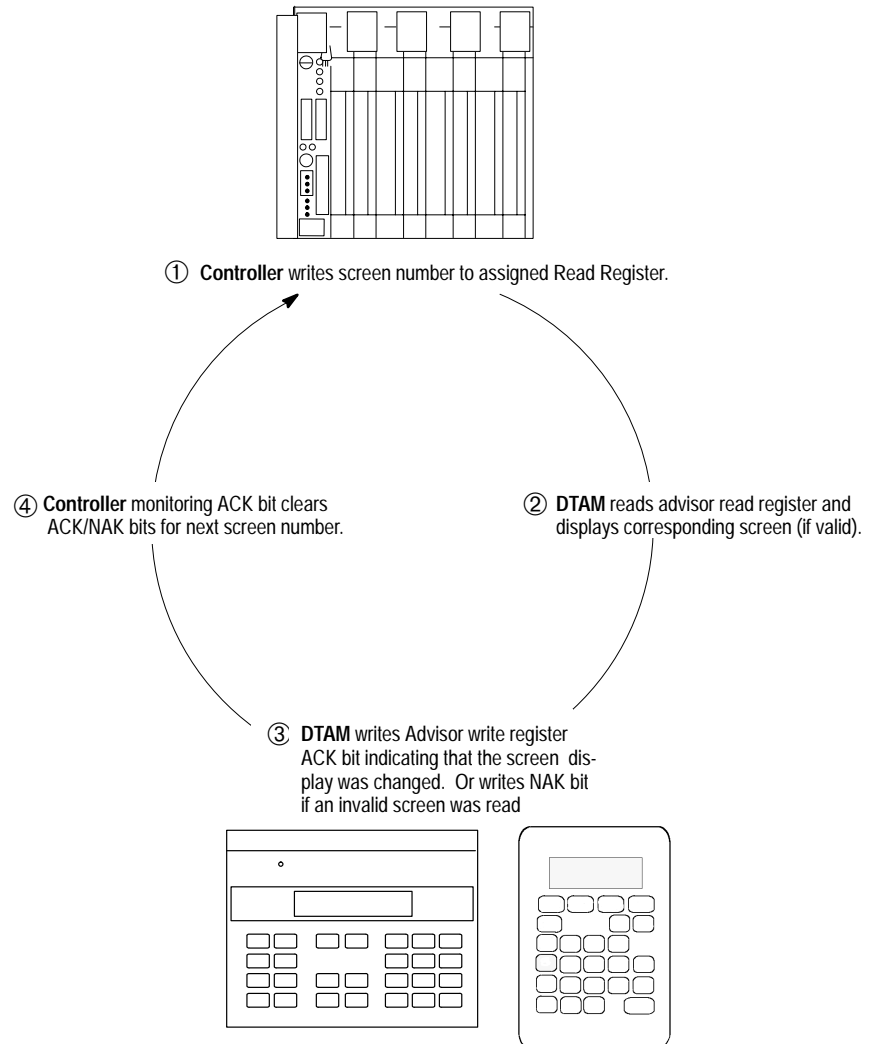 ① Controller writes screen number to assigned Read Register.
② DTAM reads advisor read register and
displays corresponding screen (if valid).
③ DTAM writes Advisor write register
ACK bit indicating that the screen dis-
play was changed. Or writes NAK bit
if an invalid screen was read
④ Controller monitoring ACK bit clears
ACK/NAK bits for next screen number.